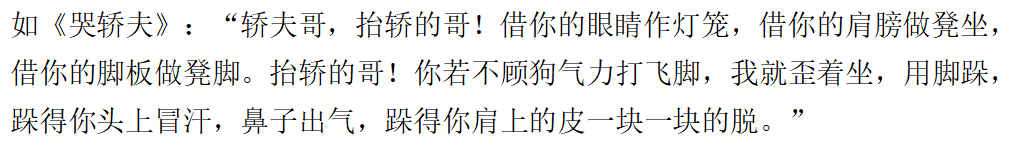 如《哭轿夫》：“轿夫哥，抬轿的哥！借你的眼睛作灯笼，借你的肩膀做凳坐，
借你的脚板做凳脚。抬轿的哥！你若不顾狗气力打飞脚，我就歪着坐，用脚跺，
跺得你头上冒汗，鼻子出气，跺得你肩上的皮一块一块的脱。”